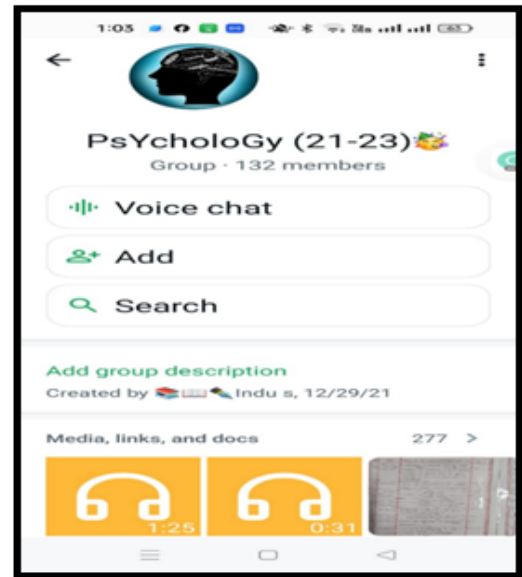 1:03
PsYcholoGy (21-23)
Group · 132 members
Voice chat
Add
Search
Add group description
Created by 📚📖✒️Indu s, 12/29/21
Media, links, and docs 277 >
1:25 0:31